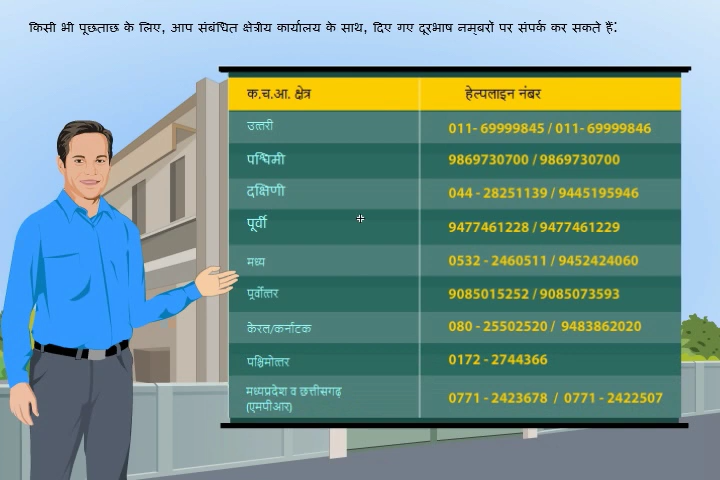 किसी भी पूछताछ के लिए, आप संबंधित क्षेत्रीय कार्यालय के साथ, दिए गए दूरभाष नम्बरों पर संपर्क कर सकते हैं:
क.च.आ. क्षेत्र हेल्पलाइन नंबर
उत्तरी 011- 69999845 / 011- 69999846
पश्चिमी 9869730700 / 9869730700
दक्षिणी 044 - 28251139 / 9445195946
पूर्वी 9477461228 / 9477461229
मध्य 0532 - 2460511 / 9452424060
पूर्वोत्तर 9085015252 / 9085073593
केरल/कर्नाटक 080 - 25502520 / 9483862020
पश्चिमोत्तर 0172 - 2744366
मध्यप्रदेश व छत्तीसगढ़
(एमपीआर) 0771 - 2423678 / 0771 - 2422507